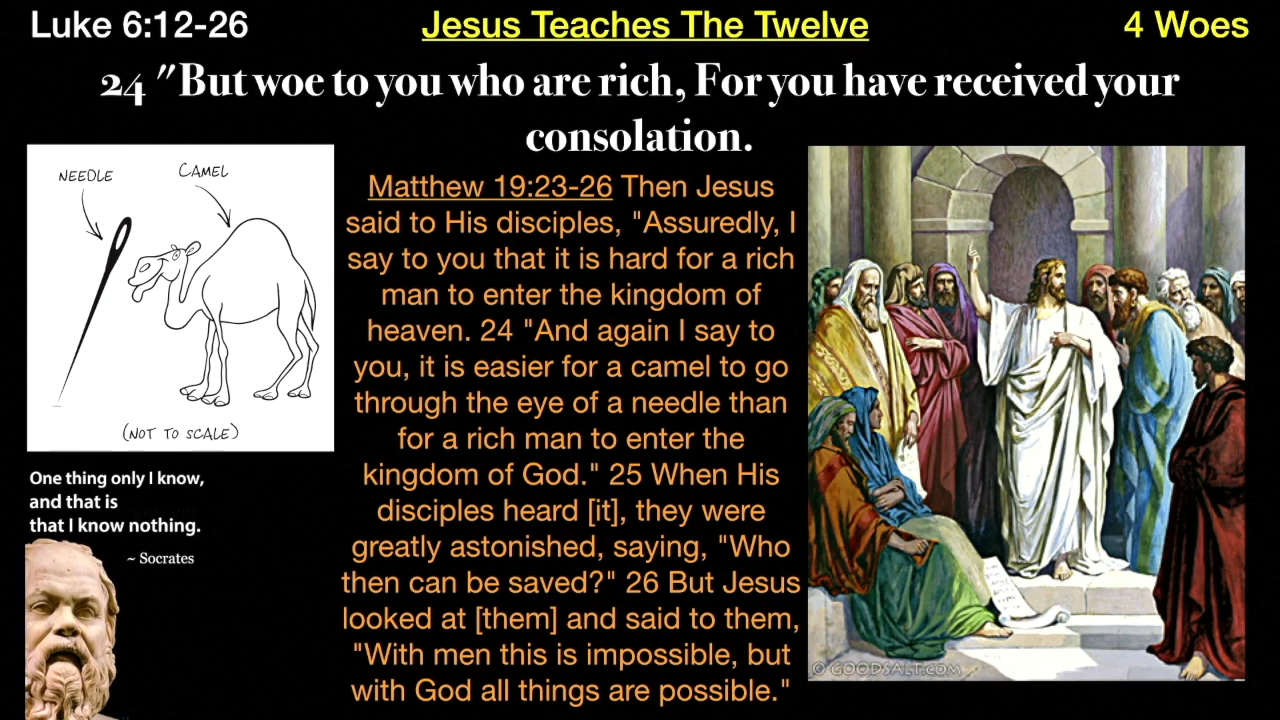 Luke 6:12-26
Jesus Teaches The Twelve
4 Woes
24 "But woe to you who are rich, For you have received your
consolation.
NEEDLE
CAMEL
(NOT TO SCALE)
One thing only I know,
and that is
that I know nothing.
~ Socrates
Matthew 19:23-26 Then Jesus
said to His disciples, "Assuredly, I
say to you that it is hard for a rich
man to enter the kingdom of
heaven. 24 "And again I say to
you, it is easier for a camel to go
through the eye of a needle than
for a rich man to enter the
kingdom of God." 25 When His
disciples heard [it], they were
greatly astonished, saying, "Who
then can be saved?" 26 But Jesus
looked at [them] and said to them,
"With men this is impossible, but
with God all things are possible."
© GOODSALT.COM